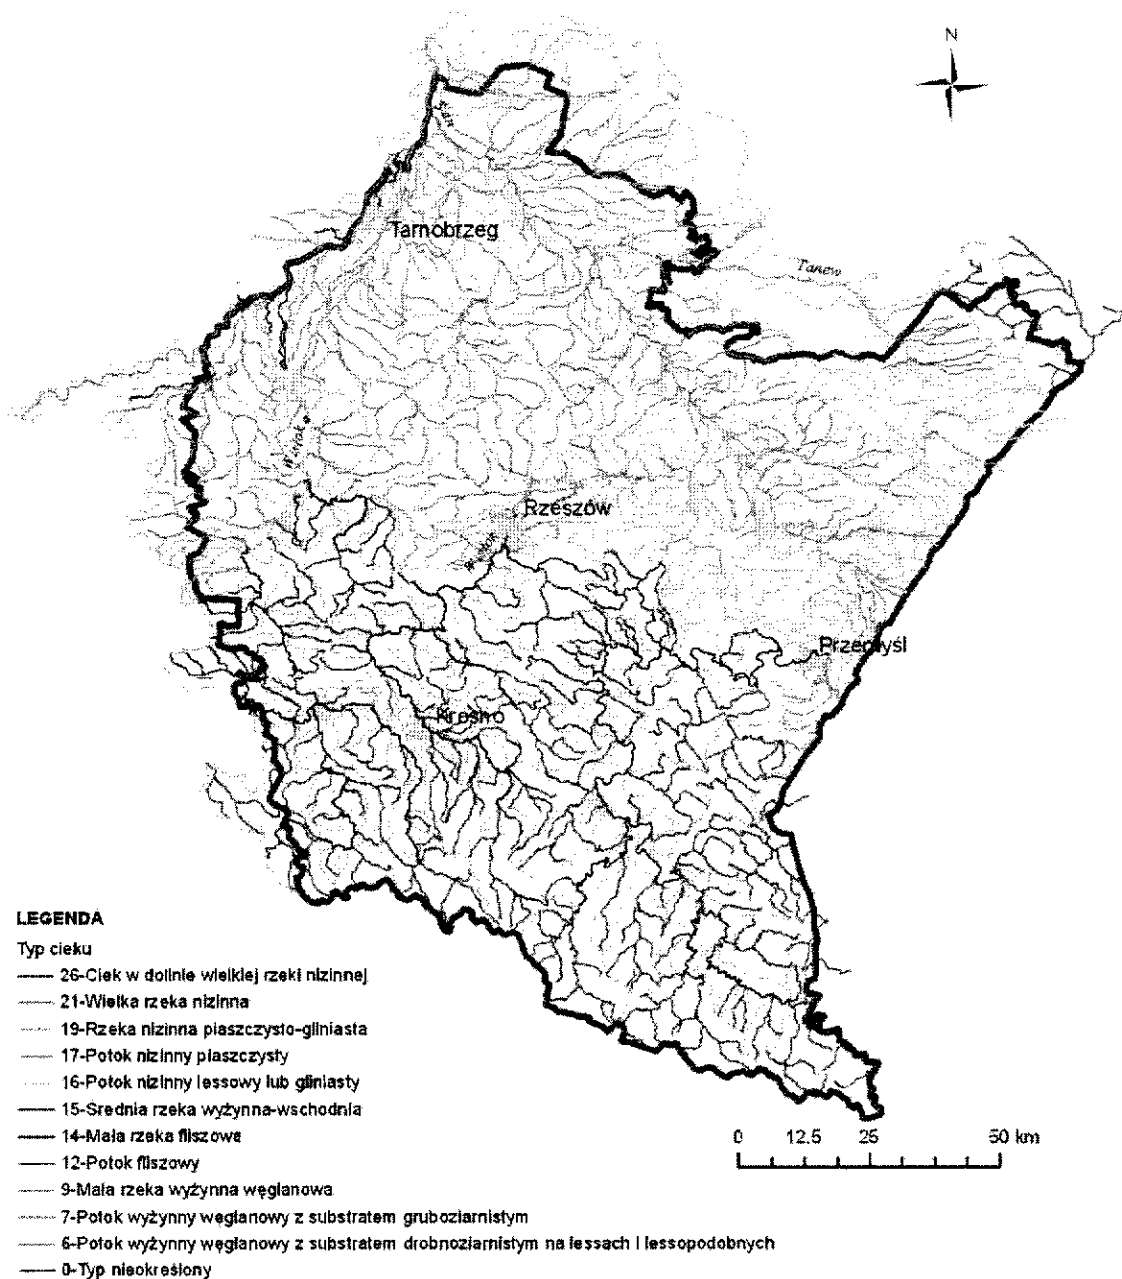 N
San
Tarnobrzeg
Tanew
Wisłoka
Rzeszów
Wisłok
Przemyśl
Krosno
LEGENDA
Typ cieku
26-Ciek w dolinie wielkiej rzeki nizinnej
21-Wielka rzeka nizinna
19-Rzeka nizinna piaszczysto-gliniasta
17-Potok nizinny piaszczysty
16-Potok nizinny lessowy lub gliniasty
15-Średnia rzeka wyżynna-wschodnia
14-Mała rzeka fliszowa
12-Potok fliszowy
9-Mała rzeka wyżynna węglanowa
7-Potok wyżynny węglanowy z substratem gruboziarnistym
6-Potok wyżynny węglanowy z substratem drobnoziarnistym na lessach i lessopodobnych
0-Typ nieokreślony
0 12.5 25 50 km